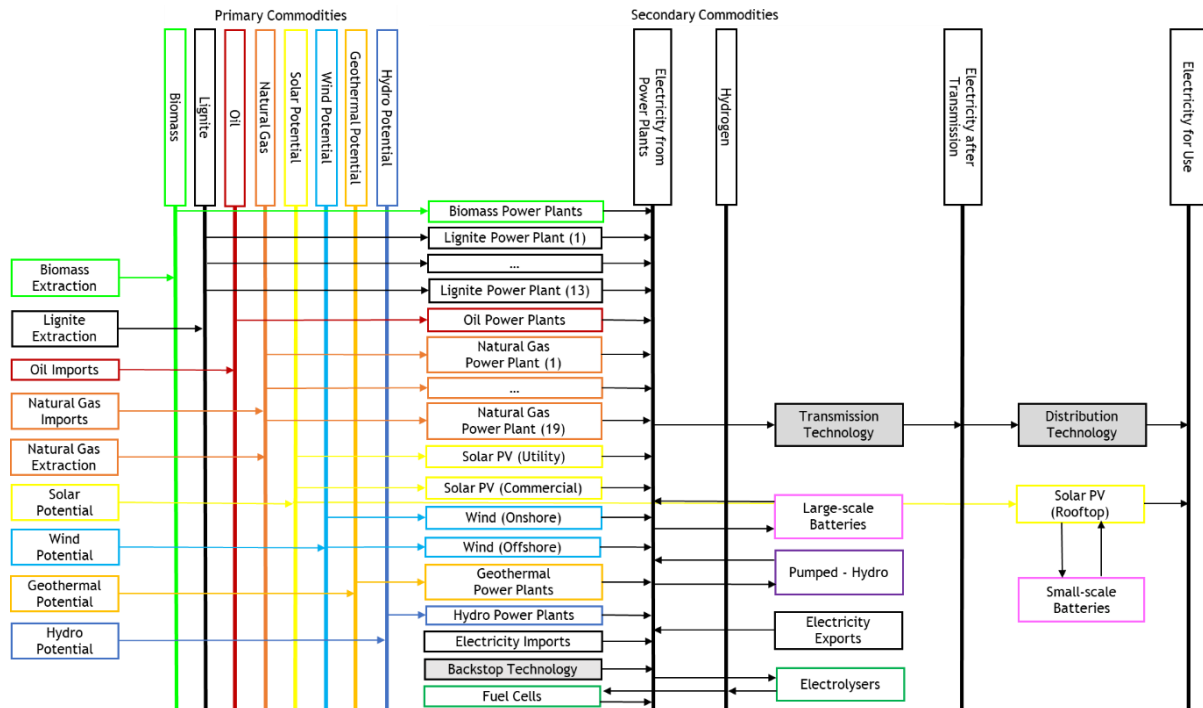 Primary Commodities
Secondary Commodities
Biomass
Lignite
Oil
Natural Gas
Solar Potential
Wind Potential
Geothermal Potential
Hydro Potential
Electricity from
Power Plants
Hydrogen
Electricity after
Transmission
Electricity for Use
Biomass
Extraction
Lignite
Extraction
Oil Imports
Natural Gas
Imports
Natural Gas
Extraction
Solar
Potential
Wind
Potential
Geothermal
Potential
Hydro
Potential
Biomass Power Plants
Lignite Power Plant (1)
...
Lignite Power Plant (13)
Oil Power Plants
Natural Gas
Power Plant (1)
...
Natural Gas
Power Plant (19)
Solar PV (Utility)
Solar PV (Commercial)
Wind (Onshore)
Wind (Offshore)
Geothermal
Power Plants
Hydro Power Plants
Electricity Imports
Backstop Technology
Fuel Cells
Transmission
Technology
Large-scale
Batteries
Pumped - Hydro
Electricity
Exports
Electrolysers
Distribution
Technology
Solar PV
(Rooftop)
Small-scale
Batteries